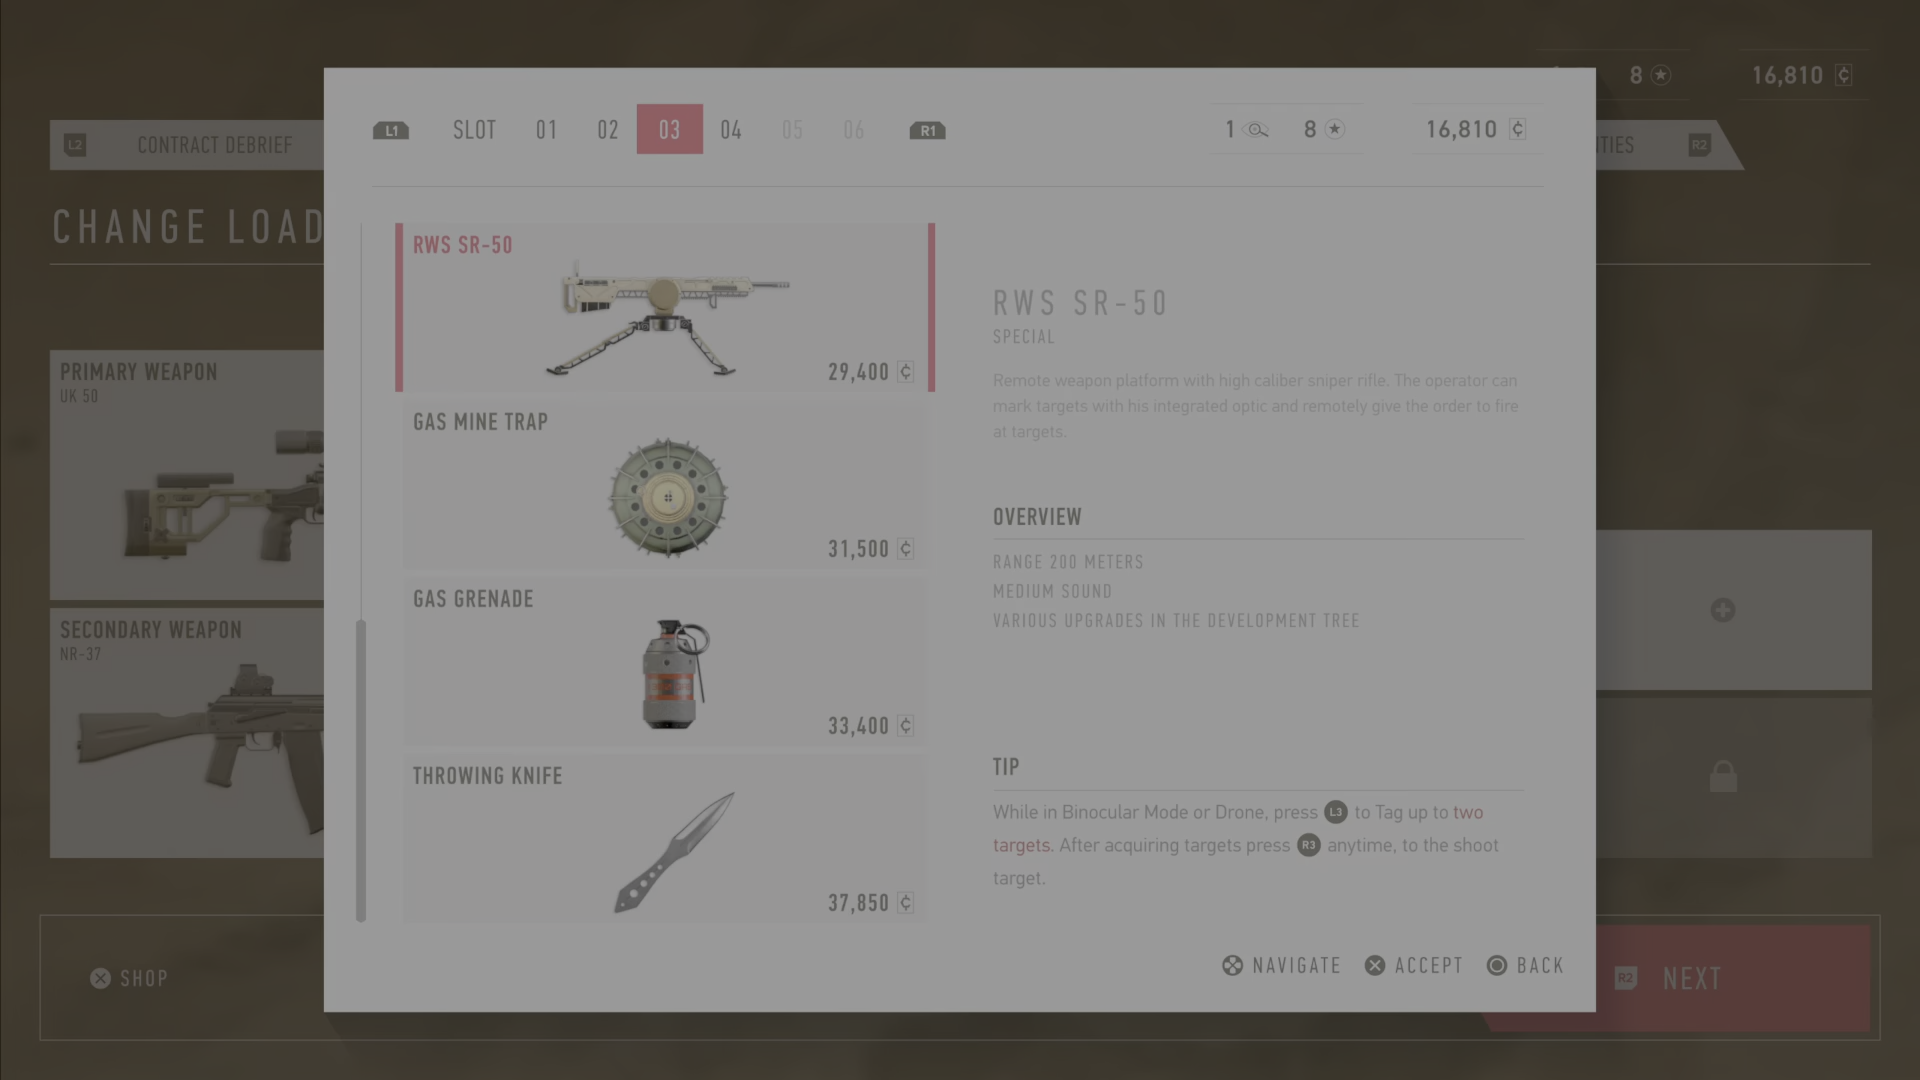 8
16,810
L2
CONTRACT DEBRIEF
ITIES
R2
CHANGE LOAD
PRIMARY WEAPON
UK 50
SECONDARY WEAPON
NR-37
SHOP
R2
NEXT
L1
SLOT
01
02
03
04
05
06
R1
1
8
16,810
RWS SR-50
29,400
GAS MINE TRAP
31,500
GAS GRENADE
33,400
THROWING KNIFE
37,850
RWS SR-50
SPECIAL
Remote weapon platform with high caliber sniper rifle. The operator can
mark targets with his integrated optic and remotely give the order to fire
at targets.
OVERVIEW
RANGE 200 METERS
MEDIUM SOUND
VARIOUS UPGRADES IN THE DEVELOPMENT TREE
TIP
While in Binocular Mode or Drone, press L3 to Tag up to two
targets. After acquiring targets press R3 anytime, to the shoot
target.
NAVIGATE
ACCEPT
BACK